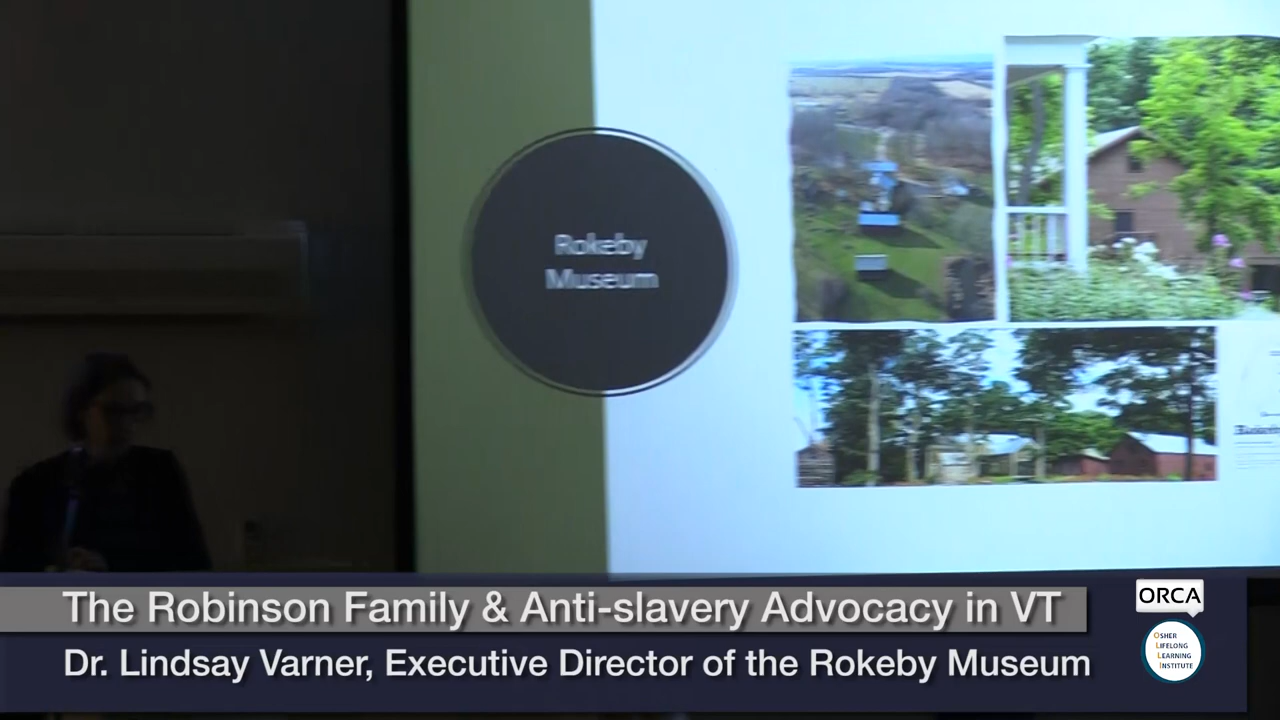 Rokeby
Museum
The Robinson Family & Anti-slavery Advocacy in VT
Dr. Lindsay Varner, Executive Director of the Rokeby Museum
ORCA
OSHER
LIFELONG
LEARNING
INSTITUTE